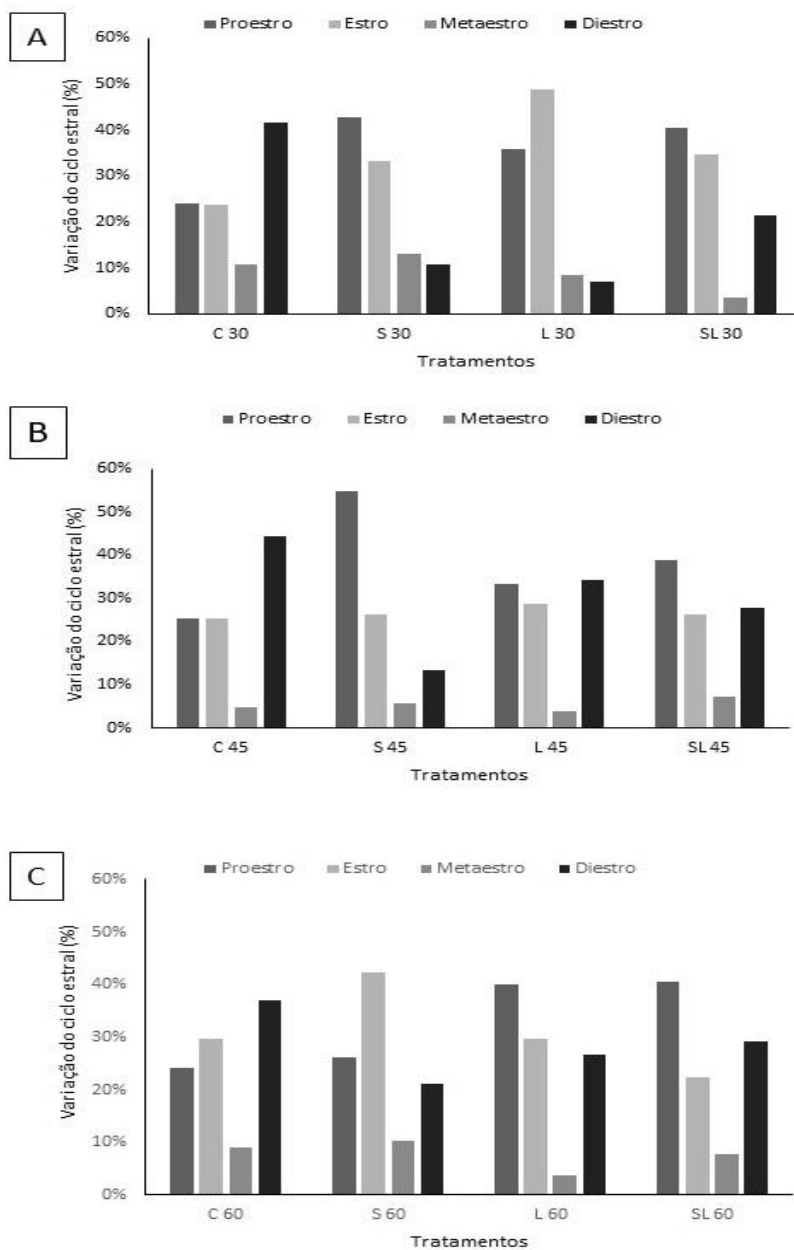 A
Proestro Estro Metaestro Diestro
Variação do ciclo estral (%)
60%
50%
40%
30%
20%
10%
0%
C 30 S 30 L 30 SL 30
Tratamentos
B
Proestro Estro Metaestro Diestro
Variação do ciclo estral (%)
60%
50%
40%
30%
20%
10%
0%
C 45 S 45 L 45 SL 45
Tratamentos
C
Proestro Estro Metaestro Diestro
Variação do ciclo estral (%)
60%
50%
40%
30%
20%
10%
0%
C 60 S 60 L 60 SL 60
Tratamentos